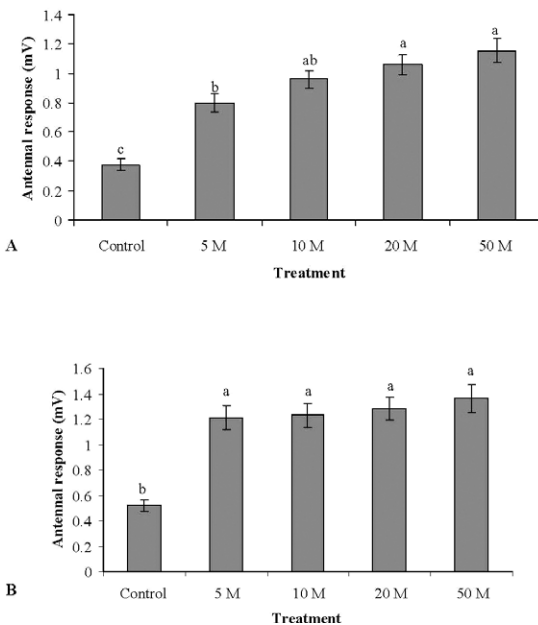 1.4
1.2
1
0.8
0.6
0.4
0.2
0
Antennal response (mV)
c
b
ab
a
a
Control 5 M 10 M 20 M 50 M
A
Treatment
1.6
1.4
1.2
1
0.8
0.6
0.4
0.2
0
Antennal response (mV)
b
a
a
a
a
Control 5 M 10 M 20 M 50 M
B
Treatment